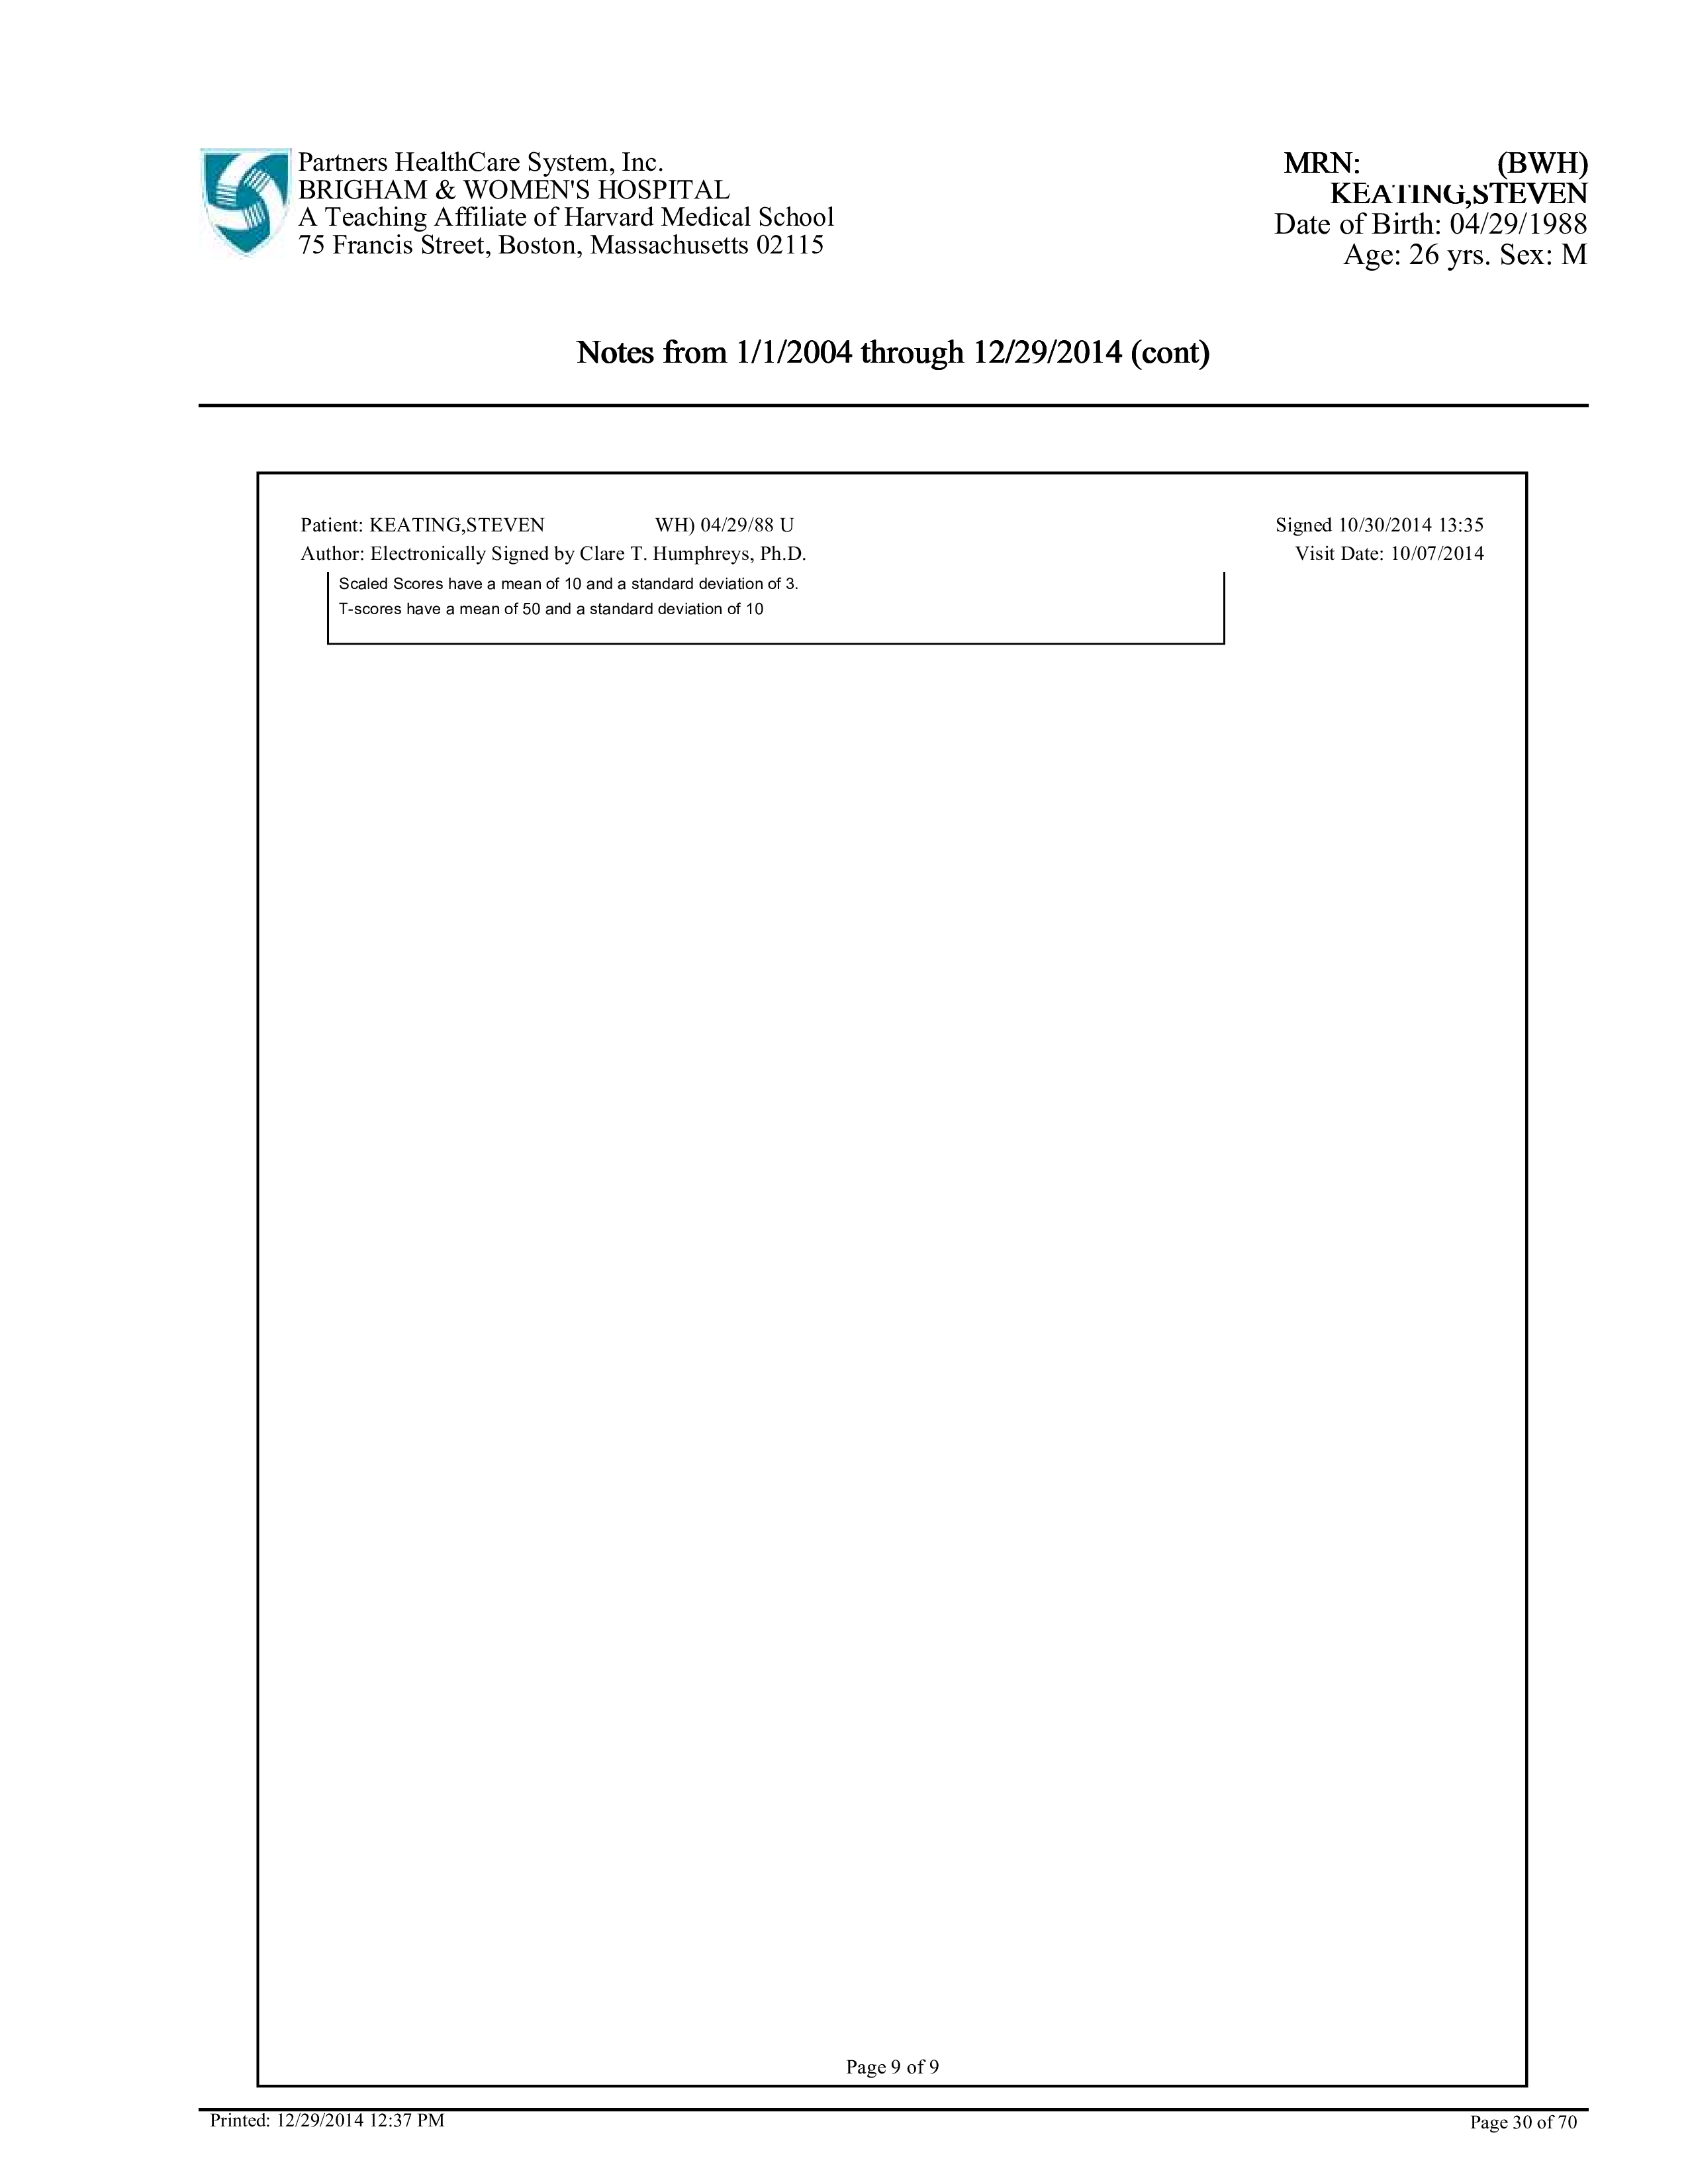 Partners HealthCare System, Inc.
BRIGHAM & WOMEN'S HOSPITAL
A Teaching Affiliate of Harvard Medical School
75 Francis Street, Boston, Massachusetts 02115
MRN: (BWH)
KEATING,STEVEN
Date of Birth: 04/29/1988
Age: 26 yrs. Sex: M
Notes from 1/1/2004 through 12/29/2014 (cont)
Patient: KEATING,STEVEN WH) 04/29/88 U Signed 10/30/2014 13:35
Author: Electronically Signed by Clare T. Humphreys, Ph.D. Visit Date: 10/07/2014
Scaled Scores have a mean of 10 and a standard deviation of 3.
T-scores have a mean of 50 and a standard deviation of 10
Page 9 of 9
Printed: 12/29/2014 12:37 PM Page 30 of 70